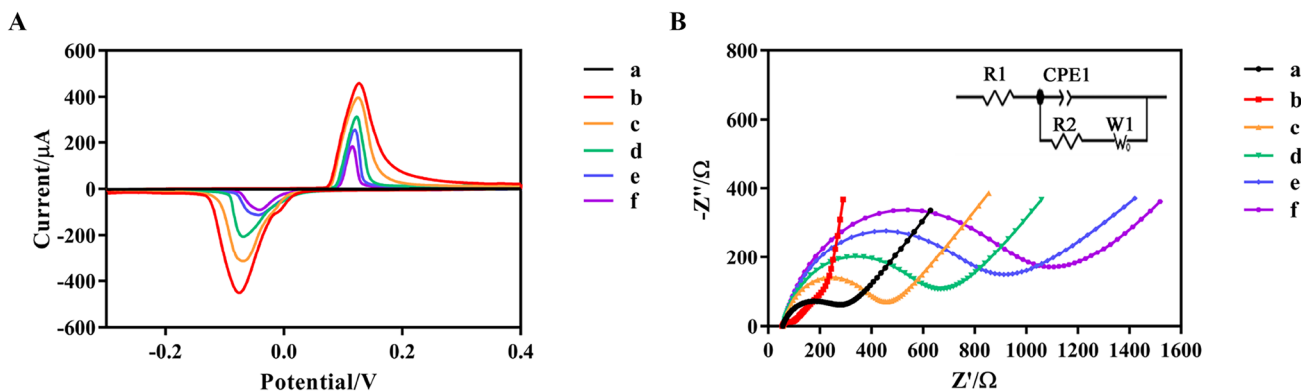 A
600
400
200
0
-200
-400
-600
Current/μA
-0.2
0.0
0.2
0.4
Potential/V
a
b
c
d
e
f
B
800
600
400
200
0
-Z''/Ω
0
200
400
600
800
1000
1200
1400
1600
Z'/Ω
R1
CPE1
R2
W1
0
a
b
c
d
e
f